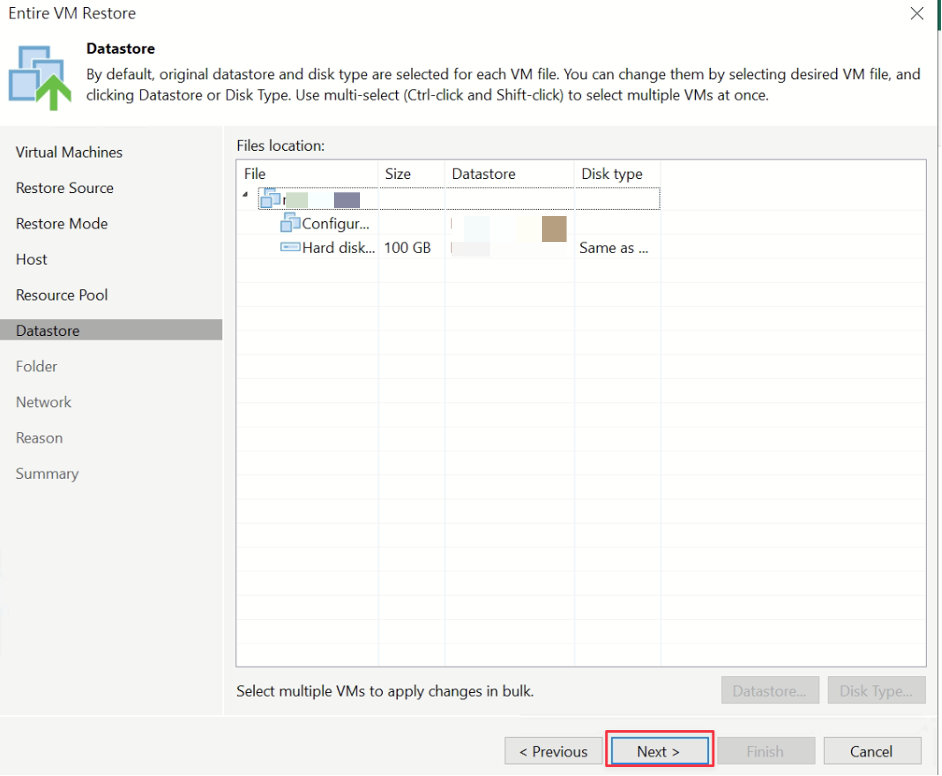 Entire VM Restore
Datastore
By default, original datastore and disk type are selected for each VM file. You can change them by selecting desired VM file, and
clicking Datastore or Disk Type. Use multi-select (Ctrl-click and Shift-click) to select multiple VMs at once.
Virtual Machines
Restore Source
Restore Mode
Host
Resource Pool
Datastore
Folder
Network
Reason
Summary
Files location:
File Size Datastore Disk type
Configur...
Hard disk... 100 GB Same as ...
Select multiple VMs to apply changes in bulk.
Datastore... Disk Type...
< Previous Next > Finish Cancel